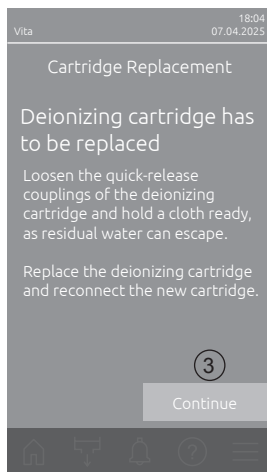 18:04
Vita 07.04.2025
Cartridge Replacement
Deionizing cartridge has
to be replaced
Loosen the quick-release
couplings of the deionizing
cartridge and hold a cloth ready,
as residual water can escape.
Replace the deionizing cartridge
and reconnect the new cartridge.
3
Continue
?